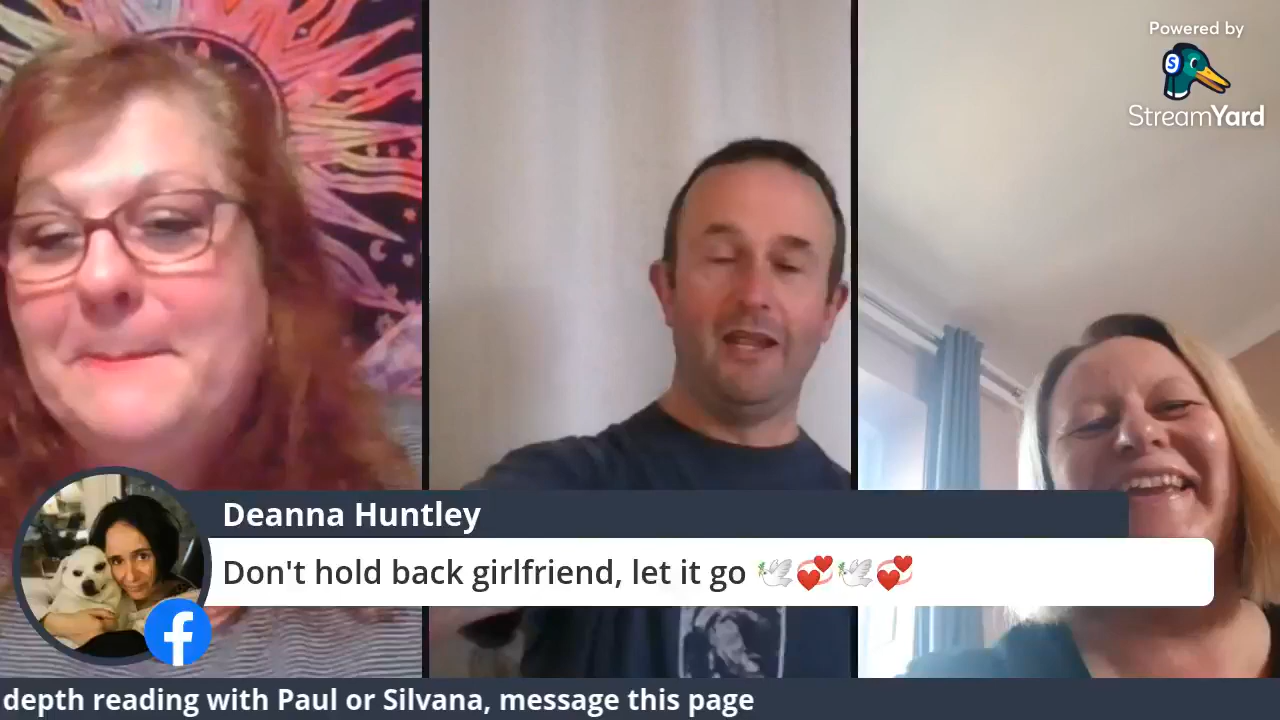 Powered by
StreamYard
Deanna Huntley
Don't hold back girlfriend, let it go 🕊️💞🕊️💞
depth reading with Paul or Silvana, message this page